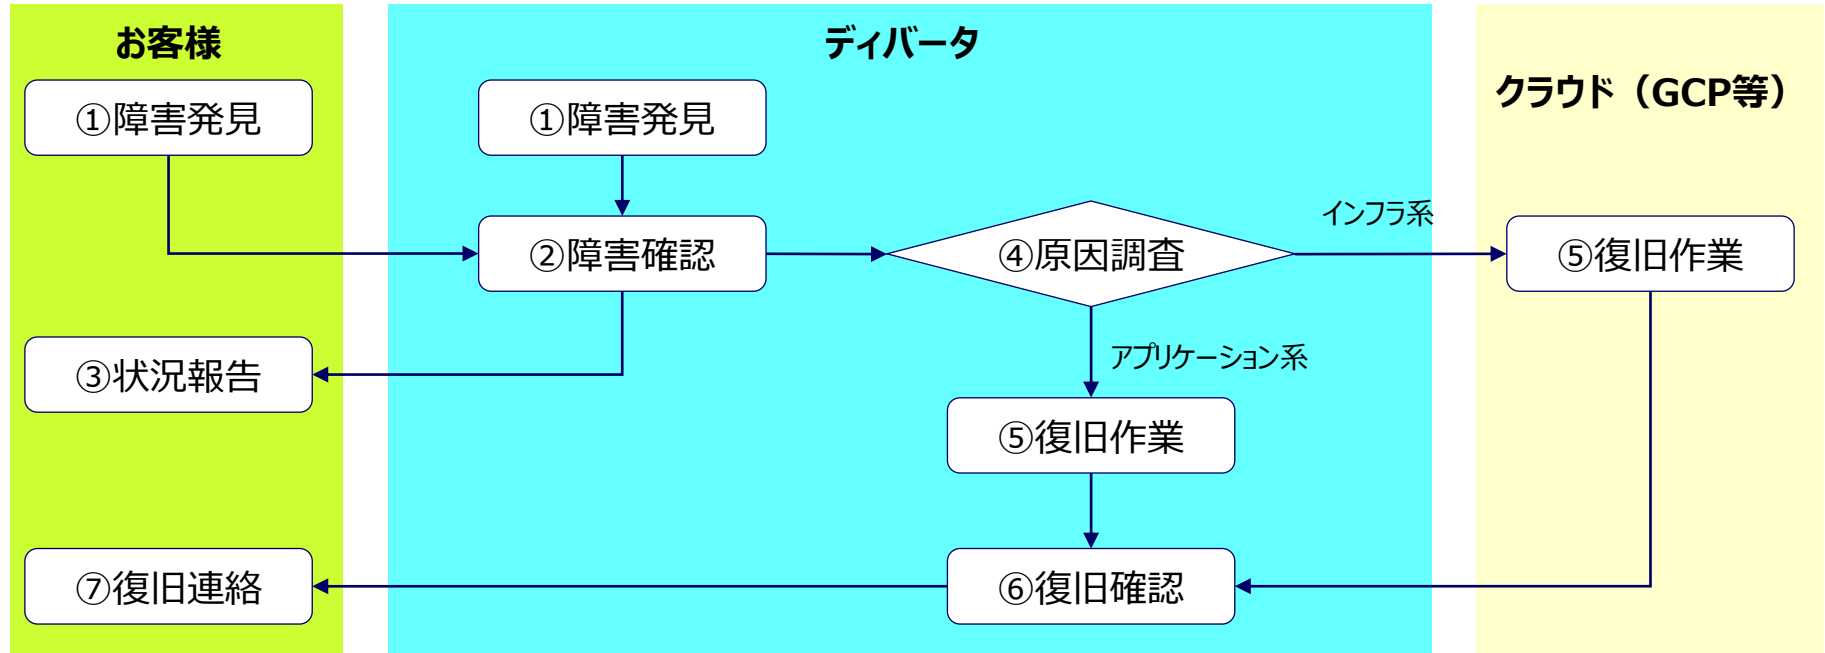 お客様
ディバータ
クラウド（GCP等）
①障害発見
①障害発見
②障害確認
④原因調査
インフラ系
⑤復旧作業
③状況報告
アプリケーション系
⑤復旧作業
⑦復旧連絡
⑥復旧確認